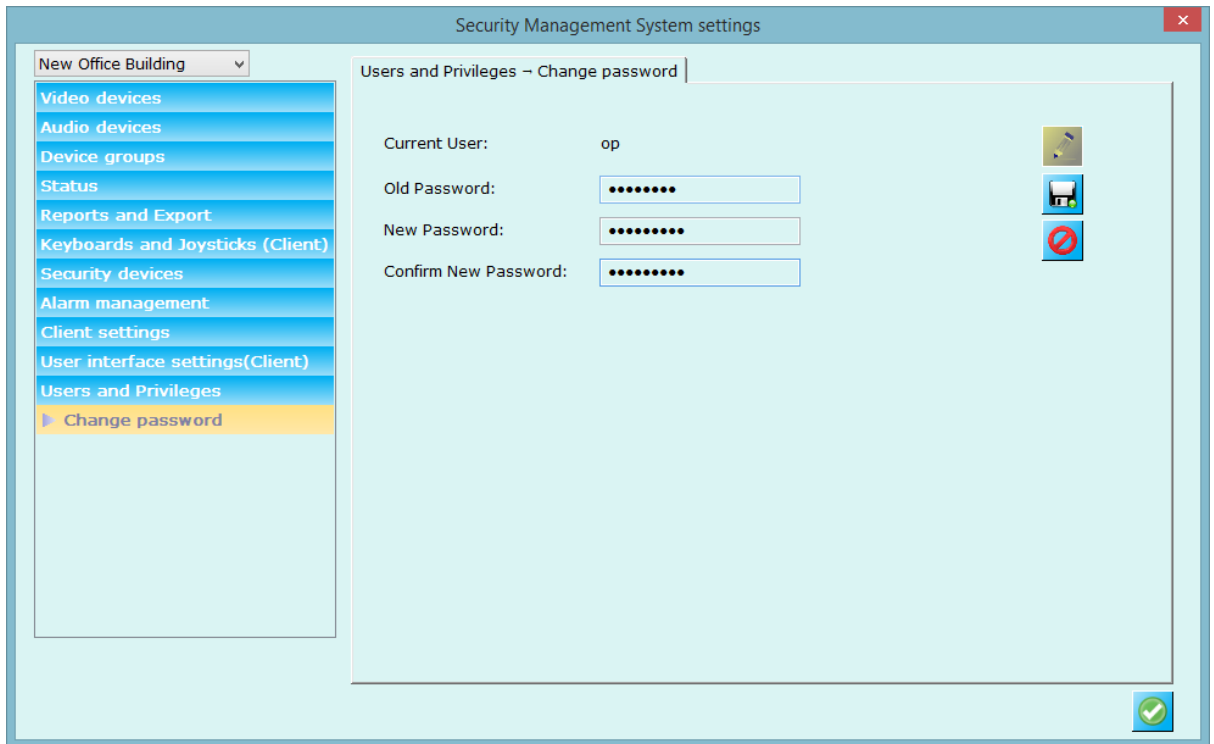 Security Management System settings
New Office Building
Video devices
Audio devices
Device groups
Status
Reports and Export
Keyboards and Joysticks (Client)
Security devices
Alarm management
Client settings
User interface settings(Client)
Users and Privileges
Change password
Users and Privileges ¬ Change password
Current User: op
Old Password: ●●●●●●●●
New Password: ●●●●●●●●●
Confirm New Password: ●●●●●●●●●